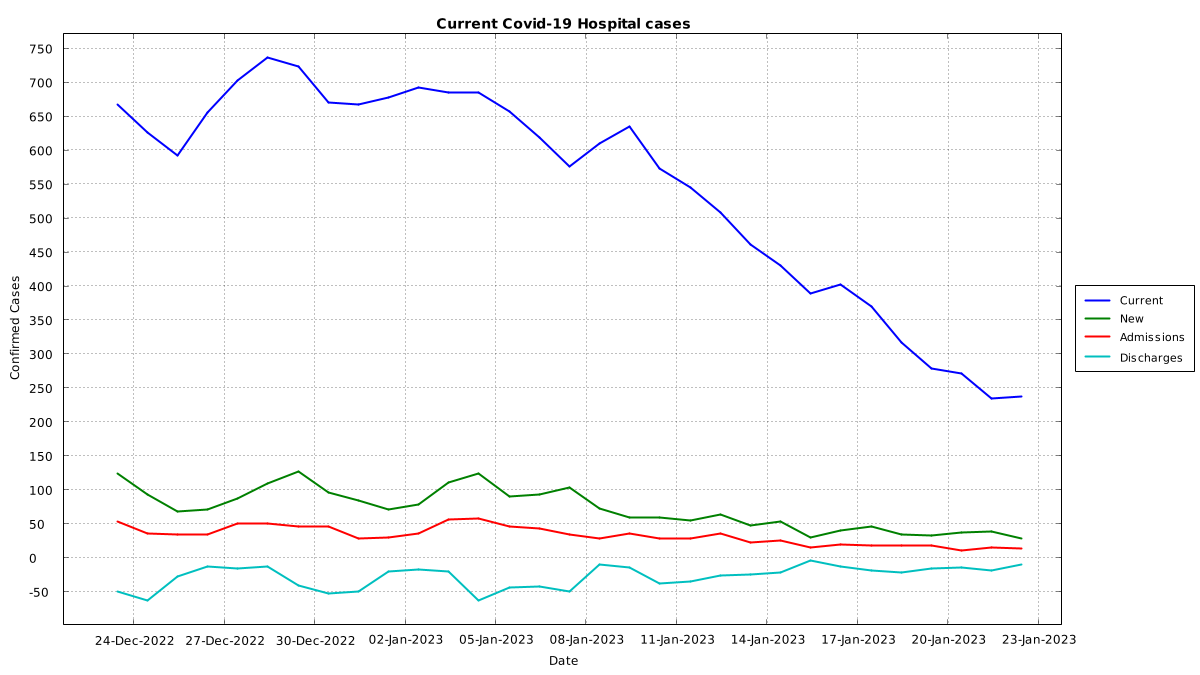 Current Covid-19 Hospital cases
750
700
650
600
550
500
450
400
350
300
250
200
150
100
50
0
-50
Confirmed Cases
24-Dec-2022 27-Dec-2022 30-Dec-2022 02-Jan-2023 05-Jan-2023 08-Jan-2023 11-Jan-2023 14-Jan-2023 17-Jan-2023 20-Jan-2023 23-Jan-2023
Date
Current
New
Admissions
Discharges